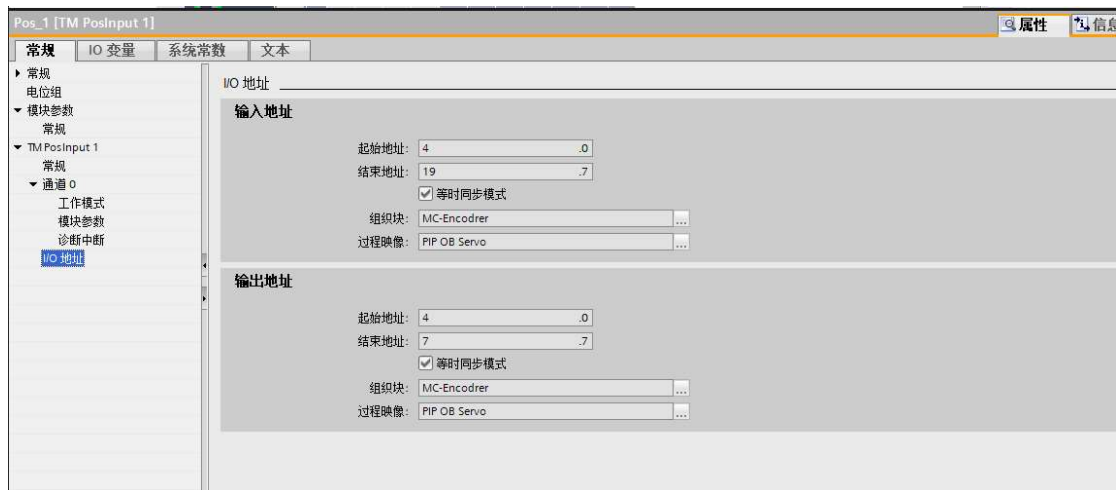 Pos_1 [TM PosInput 1]
属性
信息
常规
IO 变量
系统常数
文本
常规
电位组
模块参数
常规
TM PosInput 1
常规
通道 0
工作模式
模块参数
诊断中断
I/O 地址
I/O 地址
输入地址
起始地址: 4 .0
结束地址: 19 .7
等时同步模式
组织块: MC-Encodrer ...
过程映像: PIP OB Servo ...
输出地址
起始地址: 4 .0
结束地址: 7 .7
等时同步模式
组织块: MC-Encodrer ...
过程映像: PIP OB Servo ...